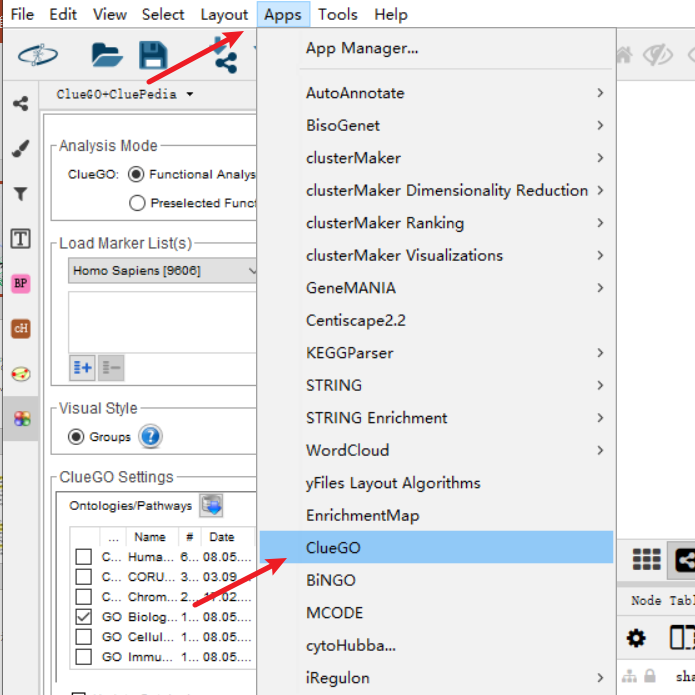 File Edit View Select Layout Apps Tools Help
ClueGO+CluePedia
Analysis Mode
ClueGO: Functional Analys
Preselected Func
Load Marker List(s)
Homo Sapiens [9606]
Visual Style
Groups
ClueGO Settings
Ontologies/Pathways
... Name # Date
C... Huma... 6... 08.05....
C... CORU... 3... 03.09....
C... Chrom... 2... 17.02....
GO Biolog... 1... 08.05....
GO Cellul... 1... 08.05....
GO Immu... 1... 08.05....
App Manager...
AutoAnnotate
BisoGenet
clusterMaker
clusterMaker Dimensionality Reduction
clusterMaker Ranking
clusterMaker Visualizations
GeneMANIA
Centiscape2.2
KEGGParser
STRING
STRING Enrichment
WordCloud
yFiles Layout Algorithms
EnrichmentMap
ClueGO
BiNGO
MCODE
cytoHubba...
iRegulon
T
BP
cH
Node Tabl
sha